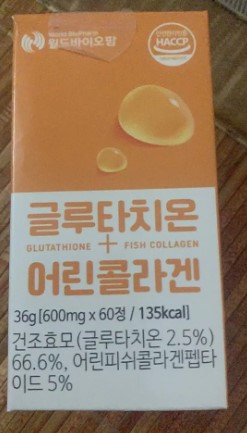 World BioPharm
월드바이오팜
HACCP
글루타치온
GLUTATHIONE + FISH COLLAGEN
어린콜라겐
36g [600mg x 60정 / 135kcal]
건조효모(글루타치온 2.5%)
66.6%, 어린피쉬콜라겐펩타
이드 5%